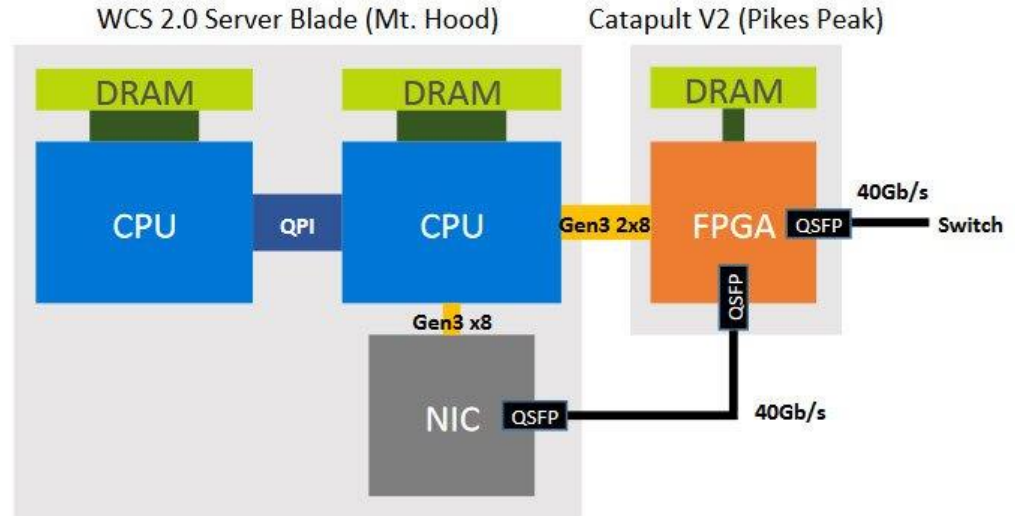 WCS 2.0 Server Blade (Mt. Hood)
Catapult V2 (Pikes Peak)
DRAM
DRAM
DRAM
CPU
QPI
CPU
Gen3 2x8
FPGA
QSFP
40Gb/s
Switch
QSFP
Gen3 x8
NIC
QSFP
40Gb/s